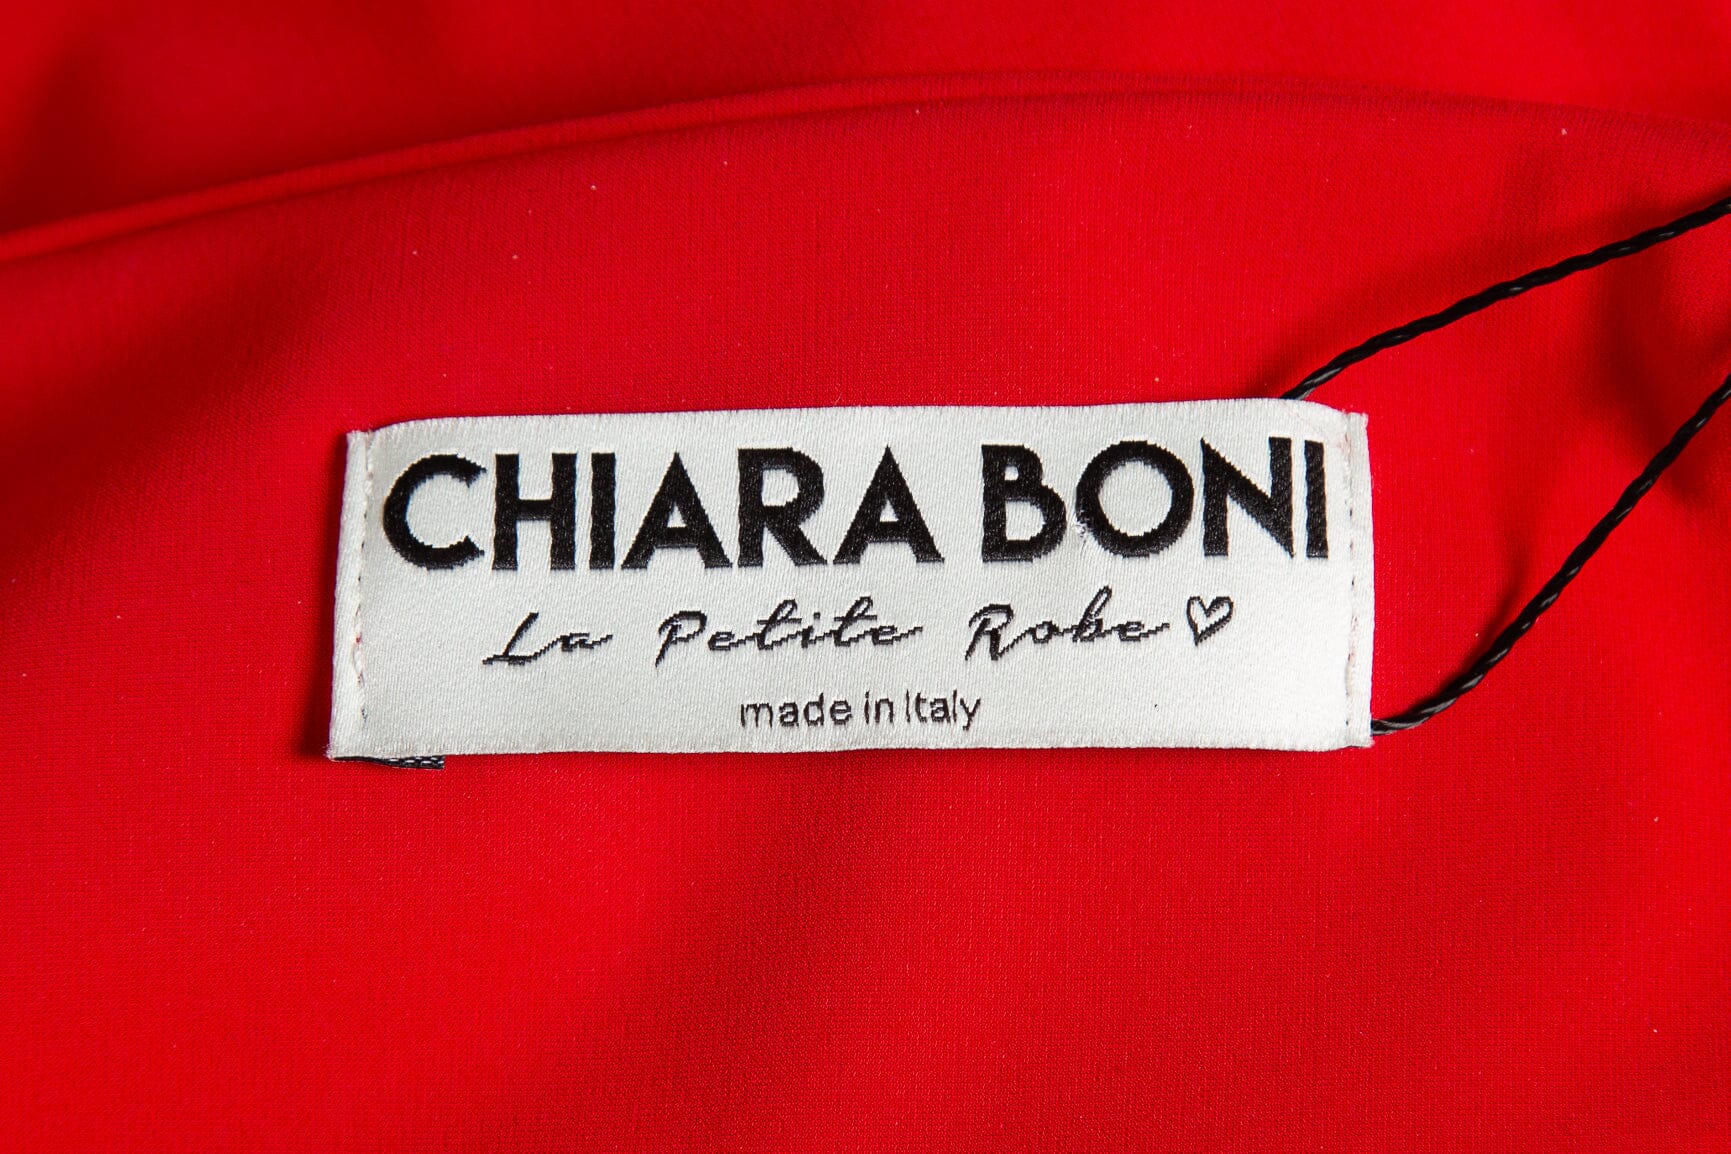 CHIARA BONI
La Petite Robe♡
made in Italy